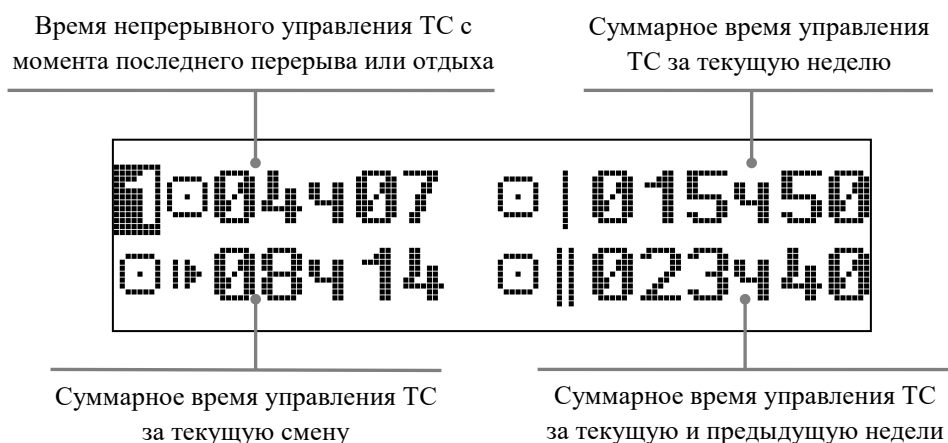 Время непрерывного управления ТС с
момента последнего перерыва или отдыха
Суммарное время управления
ТС за текущую неделю
1 04ч07 | 015ч50
08ч14 || 023ч40
Суммарное время управления ТС
за текущую смену
Суммарное время управления ТС
за текущую и предыдущую недели